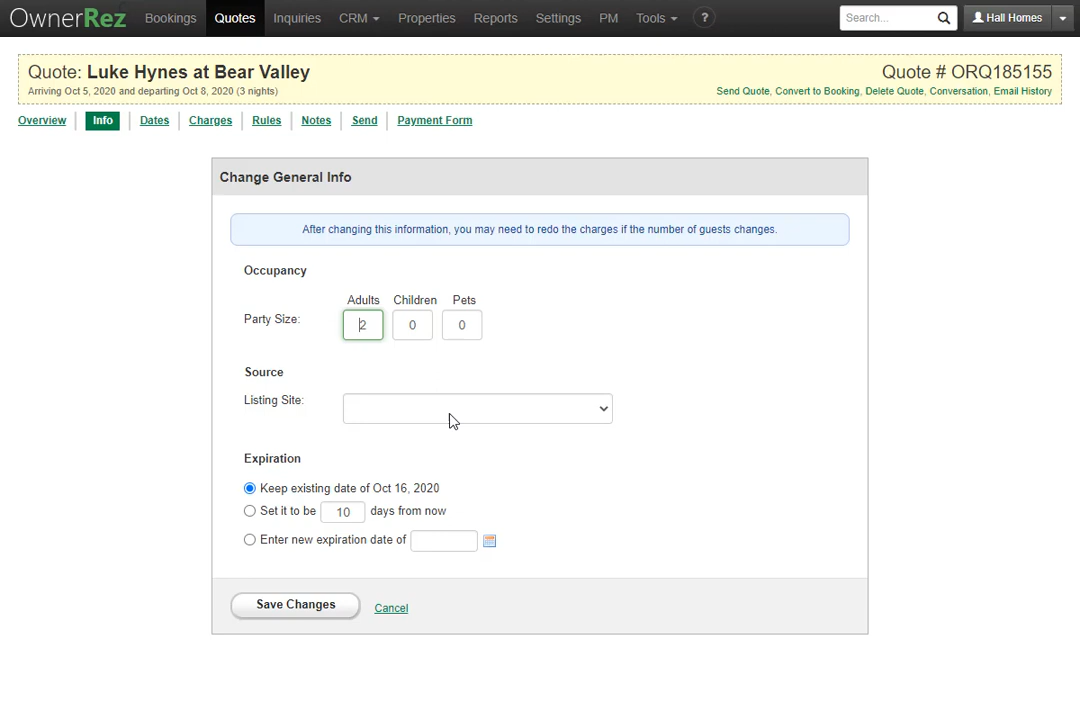 OwnerRez Bookings Quotes Inquiries CRM Properties Reports Settings PM Tools ? Search... Hall Homes
Quote: Luke Hynes at Bear Valley
Quote # ORQ185155
Arriving Oct 5, 2020 and departing Oct 8, 2020 (3 nights)
Send Quote, Convert to Booking, Delete Quote, Conversation, Email History
Overview Info Dates Charges Rules Notes Send Payment Form
Change General Info
After changing this information, you may need to redo the charges if the number of guests changes.
Occupancy
Adults Children Pets
Party Size: 2 0 0
Source
Listing Site:
Expiration
Keep existing date of Oct 16, 2020
Set it to be 10 days from now
Enter new expiration date of
Save Changes Cancel